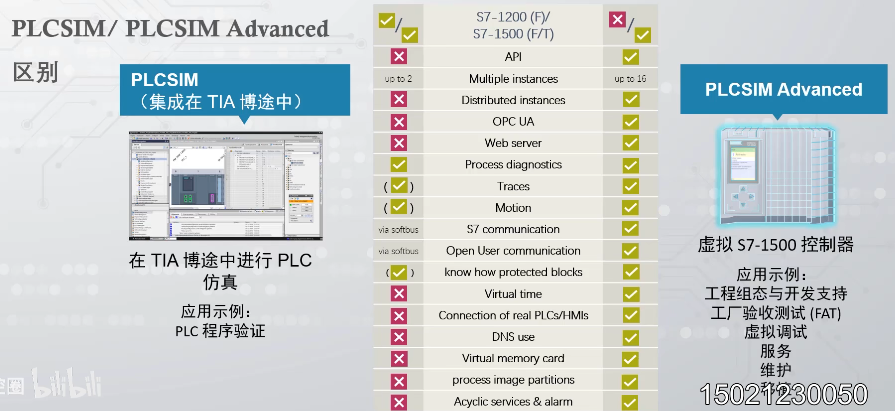 PLCSIM/ PLCSIM Advanced
区别
PLCSIM
（集成在 TIA 博途中）
在 TIA 博途中进行 PLC
仿真
应用示例：
PLC 程序验证
S7-1200 (F)/
S7-1500 (F/T)
API
up to 2 Multiple instances up to 16
Distributed instances
OPC UA
Web server
Process diagnostics
Traces
Motion
via softbus S7 communication
via softbus Open User communication
know how protected blocks
Virtual time
Connection of real PLCs/HMIs
DNS use
Virtual memory card
process image partitions
Acyclic services & alarm
PLCSIM Advanced
虚拟 S7-1500 控制器
应用示例：
工程组态与开发支持
工厂验收测试 (FAT)
虚拟调试
服务
维护
15021230050
圈 bilibili